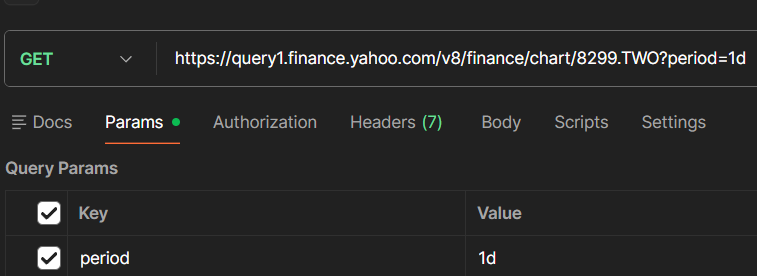 GET https://query1.finance.yahoo.com/v8/finance/chart/8299.TWO?period=1d
Docs Params Authorization Headers (7) Body Scripts Settings
Query Params
Key Value
period 1d